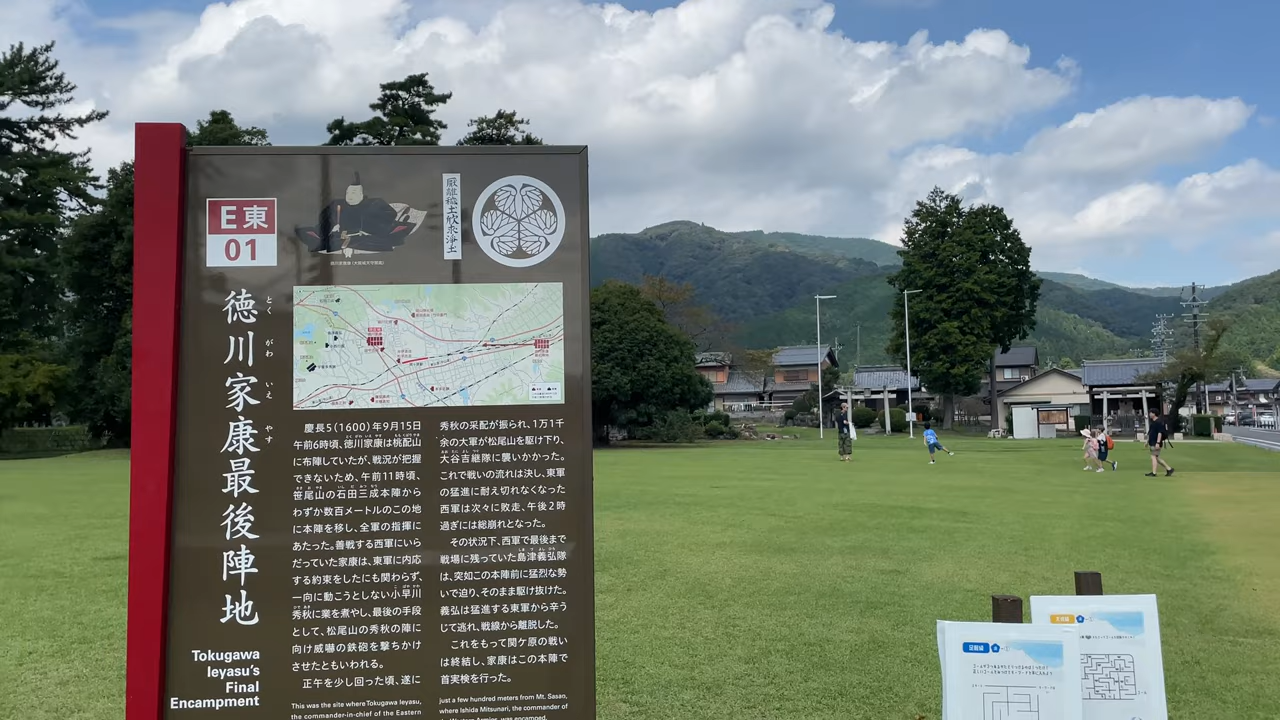 E東
01
厭離穢土欣求浄土
徳川家康最後陣地
とく がわ いえ やす
Tokugawa
Ieyasu's
Final
Encampment
慶長5(1600)年9月15日
午前6時頃、徳川家康は桃配山
に布陣していたが、戦況が把握
できないため、午前11時頃、
笹尾山の石田三成本陣から
わずか数百メートルのこの地
に本陣を移し、全軍の指揮に
あたった。善戦する西軍にいら
だっていた家康は、東軍に内応
する約束をしたにも関わらず、
一向に動こうとしない小早川
秀秋に業を煮やし、最後の手段
として、松尾山の秀秋の陣に
向け威嚇の鉄砲を撃ちかけ
させたともいわれる。
正午を少し回った頃、遂に
秀秋の采配が振られ、1万1千
余の大軍が松尾山を駆け下り、
大谷吉継隊に襲いかかった。
これで戦いの流れは決し、東軍
の猛進に耐え切れなくなった
西軍は次々に敗走、午後2時
過ぎには総崩れとなった。
その状況下、西軍で最後まで
戦場に残っていた島津義弘隊
は、突如この本陣前に猛烈な勢
いで迫り、そのまま駆け抜けた。
義弘は猛進する東軍から辛う
じて逃れ、戦線から離脱した。
これをもって関ケ原の戦い
は終結し、家康はこの本陣で
首実検を行った。
This was the site where Tokugawa Ieyasu,
the commander-in-chief of the Eastern
just a few hundred meters from Mt. Sasao,
where Ishida Mitsunari, the commander of